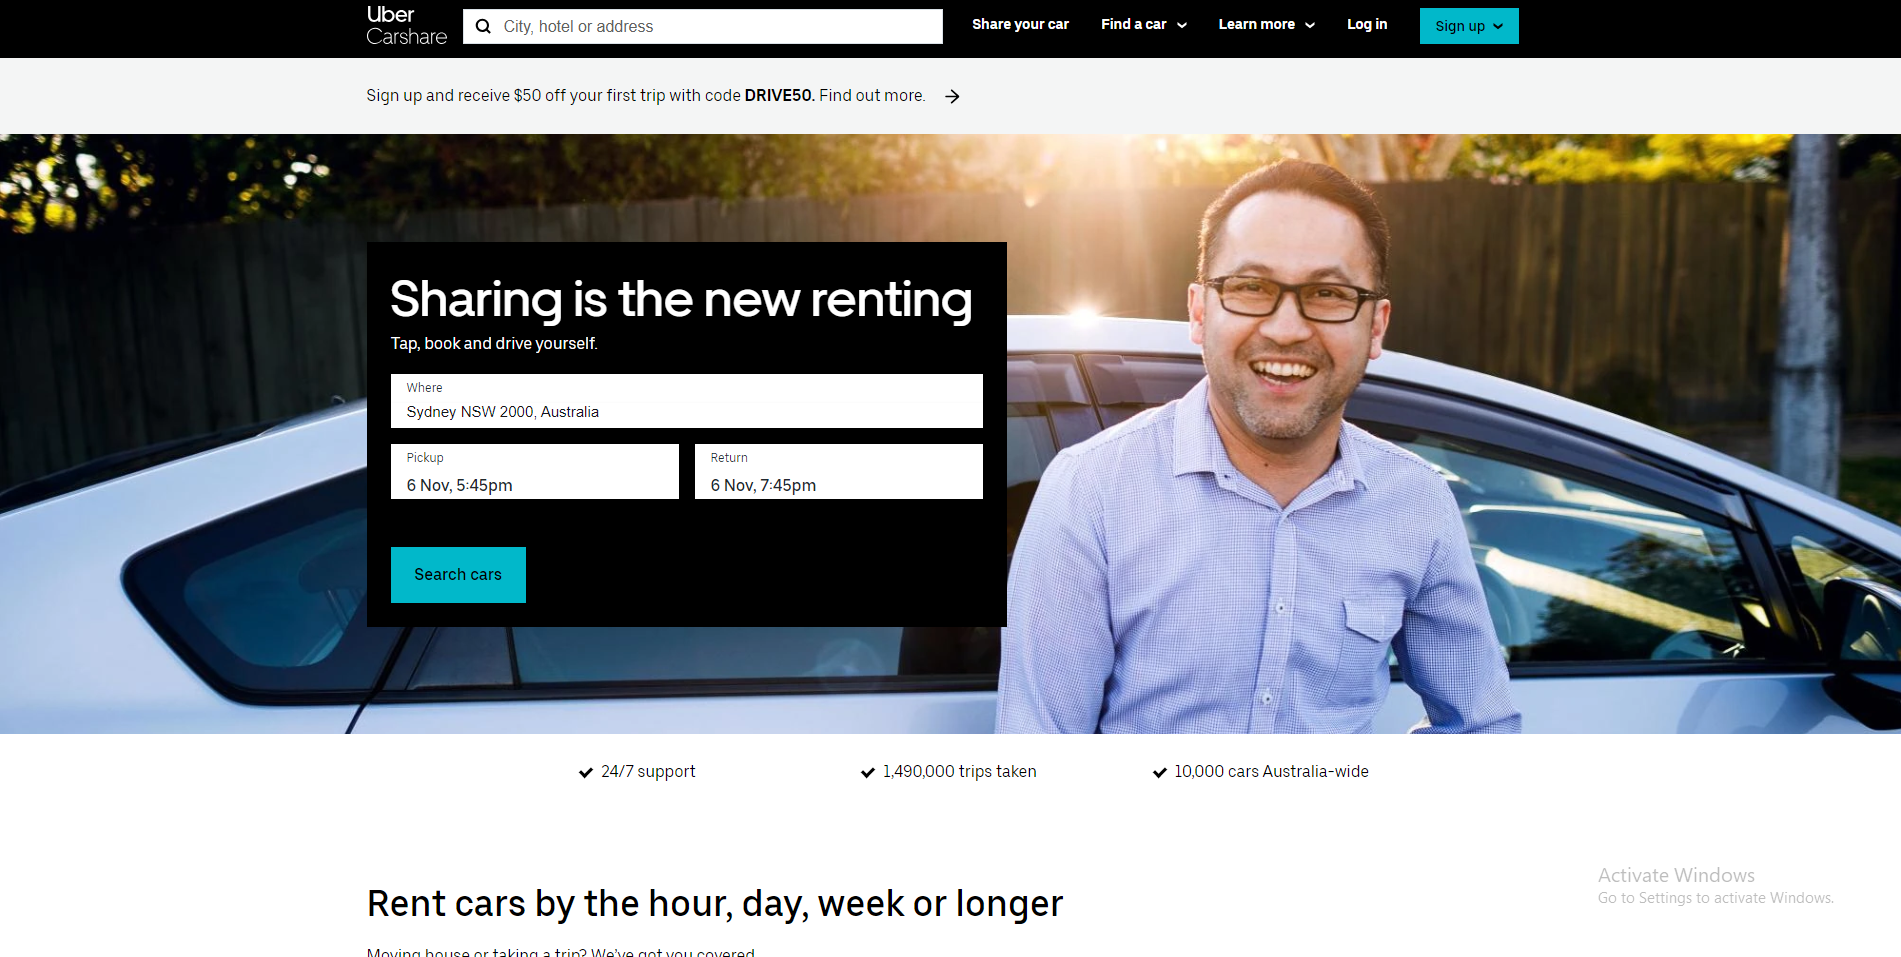 Uber
Carshare
City, hotel or address
Share your car
Find a car
Learn more
Log in
Sign up
Sign up and receive $50 off your first trip with code DRIVE50. Find out more.
Sharing is the new renting
Tap, book and drive yourself.
Where
Sydney NSW 2000, Australia
Pickup
6 Nov, 5:45pm
Return
6 Nov, 7:45pm
Search cars
24/7 support
1,490,000 trips taken
10,000 cars Australia-wide
Rent cars by the hour, day, week or longer
Moving house or taking a trip? We've got you covered
Activate Windows
Go to Settings to activate Windows.